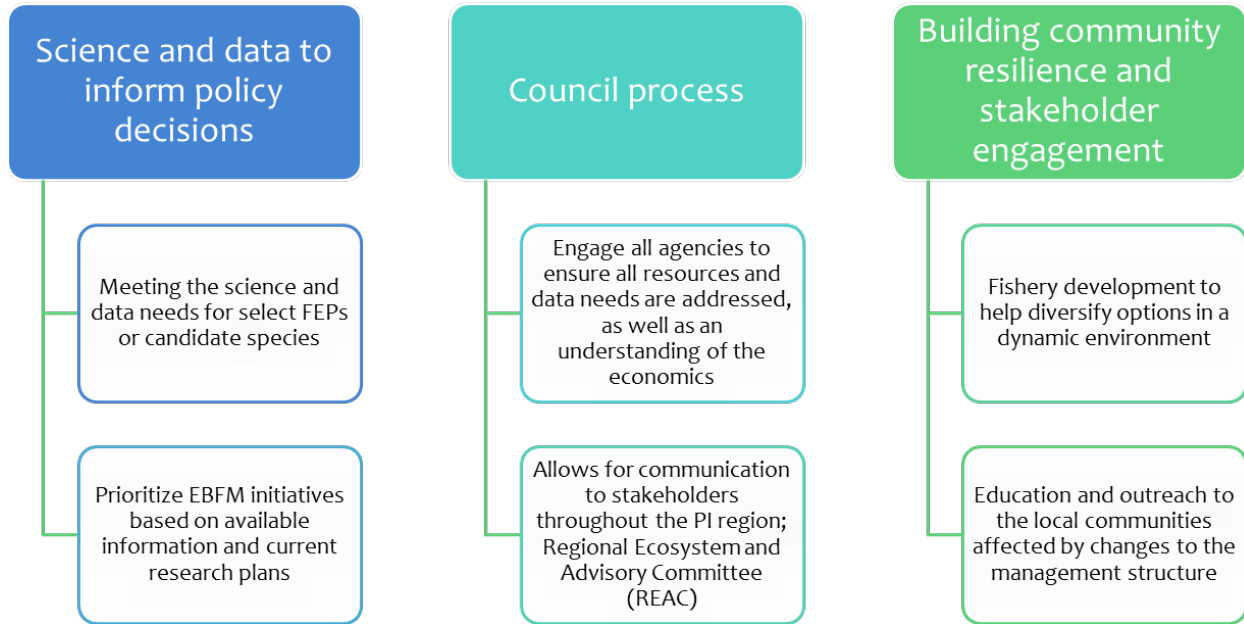 Science and data to
inform policy
decisions
Meeting the science and
data needs for select FEPs
or candidate species
Prioritize EBFM initiatives
based on available
information and current
research plans
Council process
Engage all agencies to
ensure all resources and
data needs are addressed,
as well as an
understanding of the
economics
Allows for communication
to stakeholders
throughout the PI region;
Regional Ecosystem and
Advisory Committee
(REAC)
Building community
resilience and
stakeholder
engagement
Fishery development to
help diversify options in a
dynamic environment
Education and outreach to
the local communities
affected by changes to the
management structure